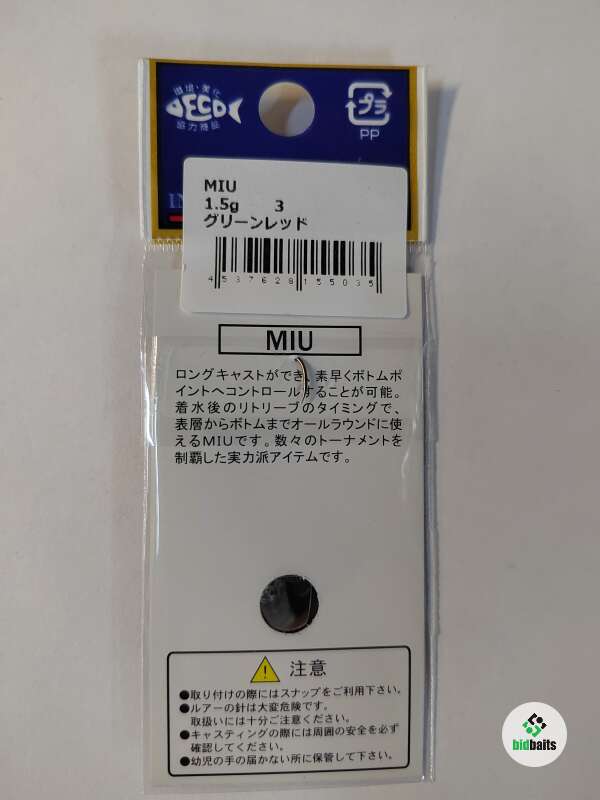 環境・美化
ECO
協力商品
プラ
PP
IN
MIU
1.5g 3
グリーンレッド
4 537628 155035
MIU
ロングキャストができ、素早くボトムポ
イントへコントロールすることが可能。
着水後のリトリーブのタイミングで、
表層からボトムまでオールラウンドに使
えるMIUです。数々のトーナメントを
制覇した実力派アイテムです。
! 注意
●取り付けの際にはスナップをご利用下さい。
●ルアーの針は大変危険です。
取扱いには十分ご注意ください。
●キャスティングの際には周囲の安全を必ず
確認してください。
●幼児の手の届かない所に保管して下さい。
bidbaits